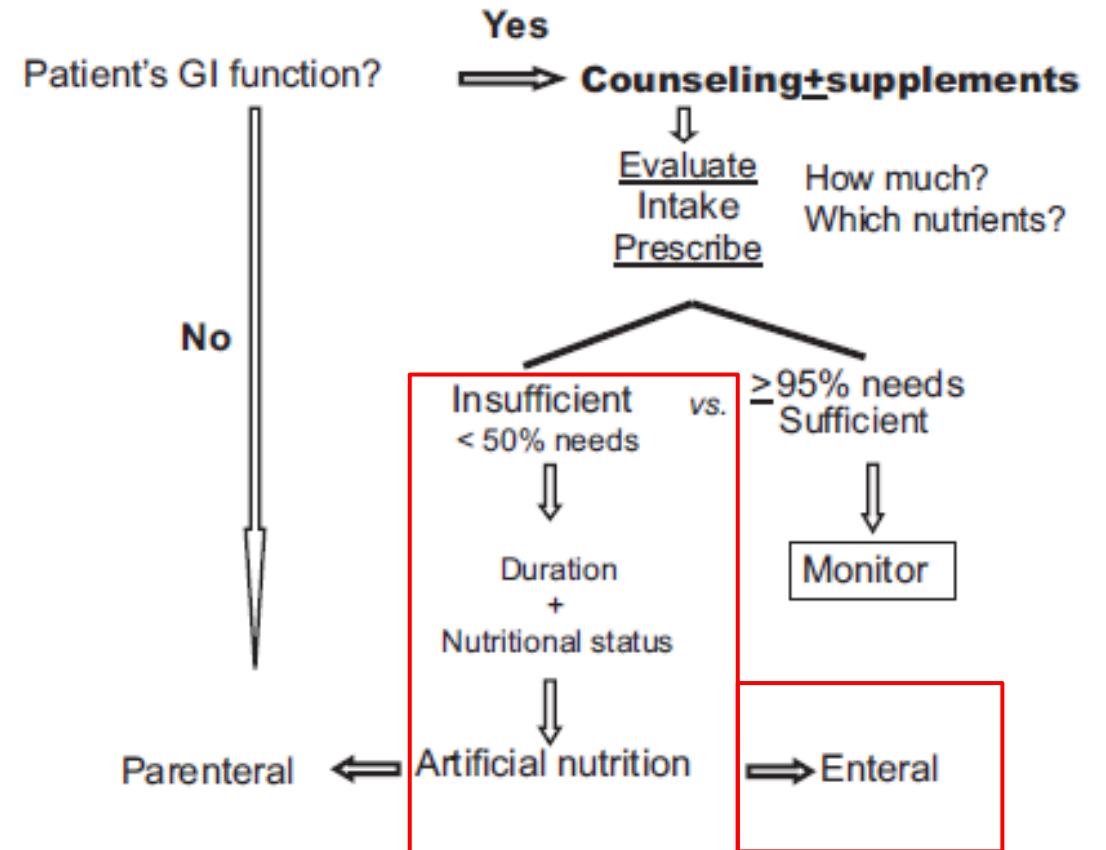 Yes
Patient's GI function?
Counseling±supplements
Evaluate
Intake
Prescribe
How much?
Which nutrients?
No
Insufficient
< 50% needs
vs.
≥95% needs
Sufficient
Duration
+
Nutritional status
Monitor
Parenteral
Artificial nutrition
Enteral